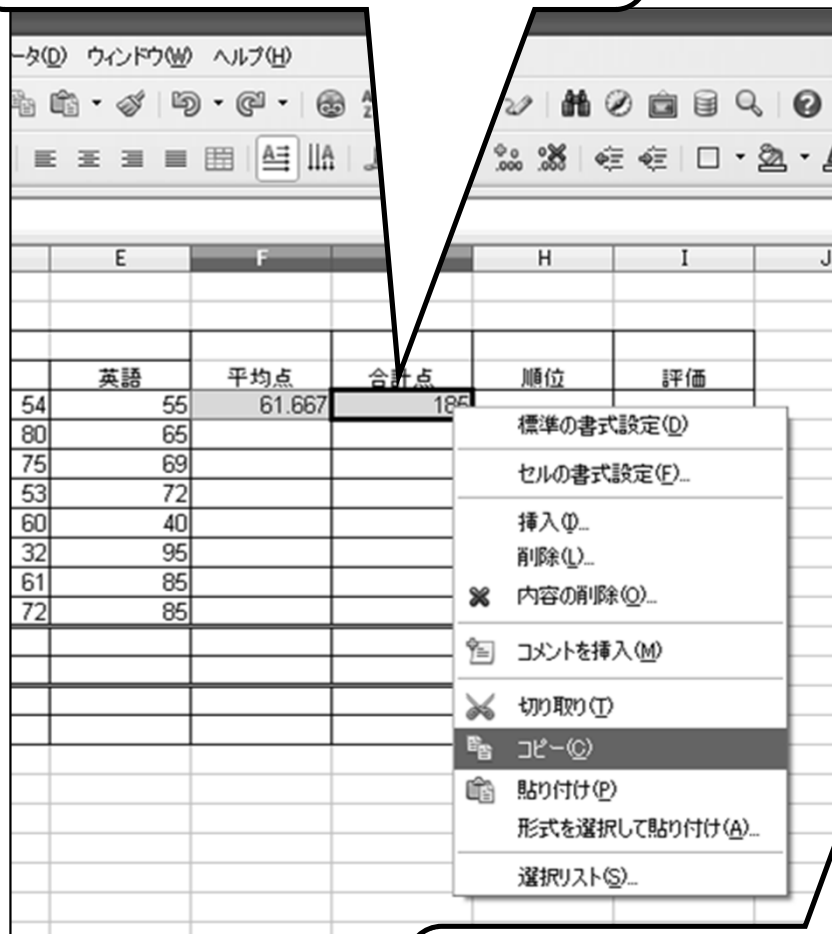 ータ(D) ウィンドウ(W) ヘルプ(H)
E F H I J
英語 平均点 合計点 順位 評価
54 55 61.667 185
80 65
75 69
53 72
60 40
32 95
61 85
72 85
標準の書式設定(D)
セルの書式設定(F)...
挿入(I)...
削除(L)...
内容の削除(O)...
コメントを挿入(M)
切り取り(T)
コピー(C)
貼り付け(P)
形式を選択して貼り付け(A)...
選択リスト(S)...